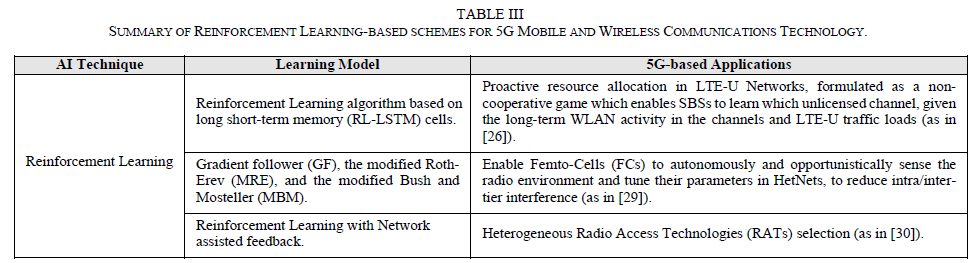 TABLE III
SUMMARY OF REINFORCEMENT LEARNING-BASED SCHEMES FOR 5G MOBILE AND WIRELESS COMMUNICATIONS TECHNOLOGY.
AI Technique
Learning Model
5G-based Applications
Reinforcement Learning
Reinforcement Learning algorithm based on
long short-term memory (RL-LSTM) cells.
Proactive resource allocation in LTE-U Networks, formulated as a non-
cooperative game which enables SBSs to learn which unlicensed channel, given
the long-term WLAN activity in the channels and LTE-U traffic loads (as in
[26]).
Gradient follower (GF), the modified Roth-
Erev (MRE), and the modified Bush and
Mosteller (MBM).
Enable Femto-Cells (FCs) to autonomously and opportunistically sense the
radio environment and tune their parameters in HetNets, to reduce intra/inter-
tier interference (as in [29]).
Reinforcement Learning with Network
assisted feedback.
Heterogeneous Radio Access Technologies (RATs) selection (as in [30]).